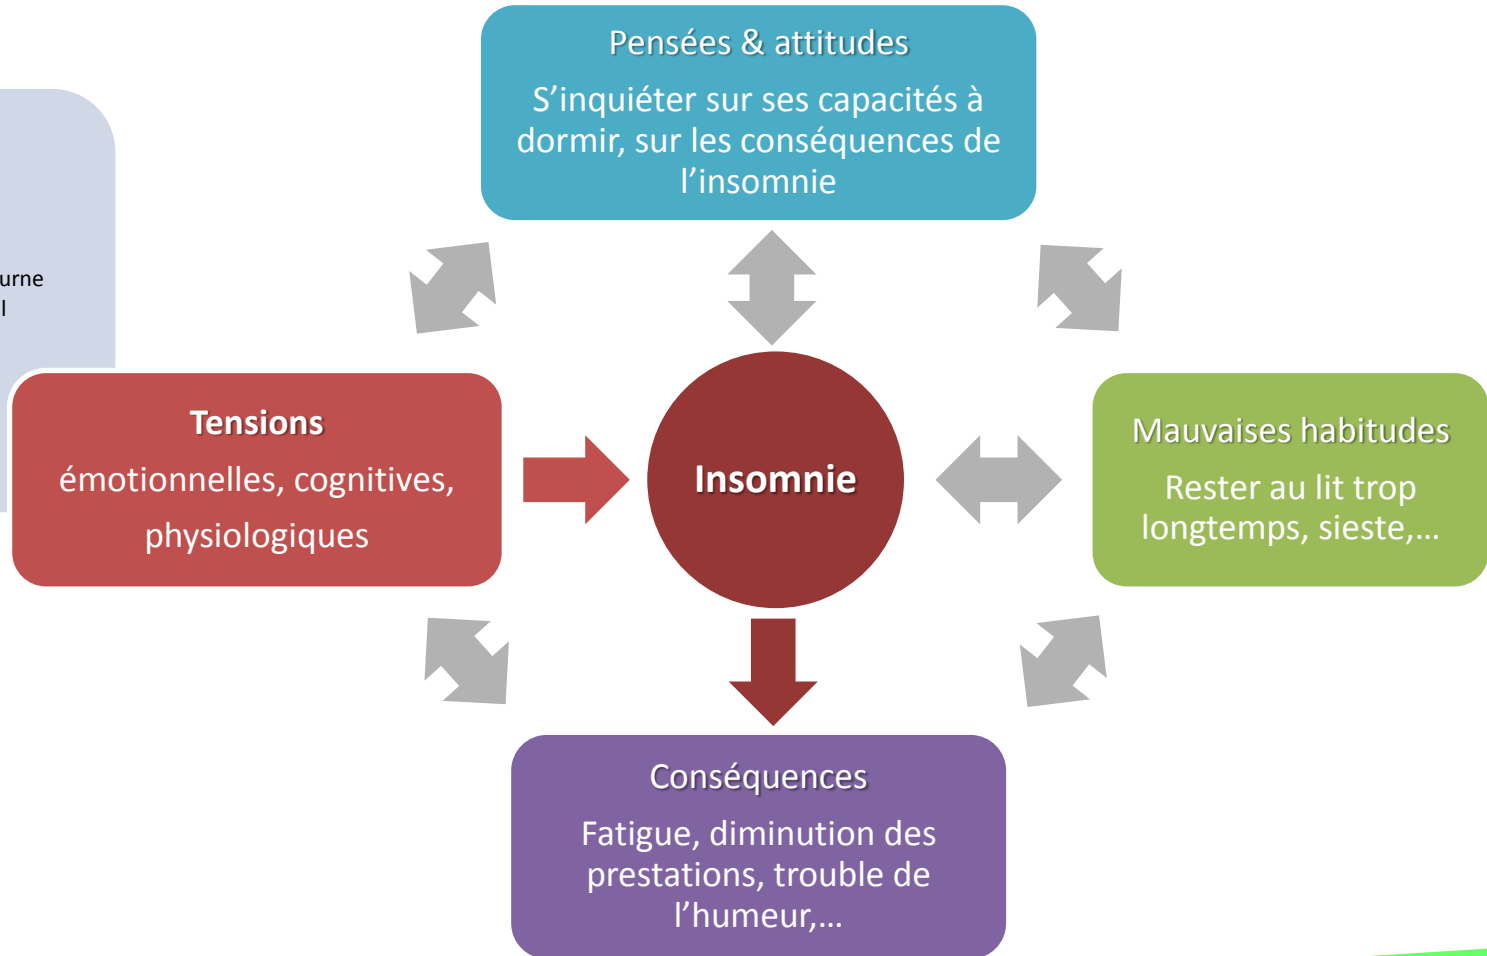 Pensées & attitudes
S’inquiéter sur ses capacités à
dormir, sur les conséquences de
l’insomnie
Tensions
émotionnelles, cognitives,
physiologiques
Insomnie
Mauvaises habitudes
Rester au lit trop
longtemps, sieste,…
Conséquences
Fatigue, diminution des
prestations, trouble de
l’humeur,…